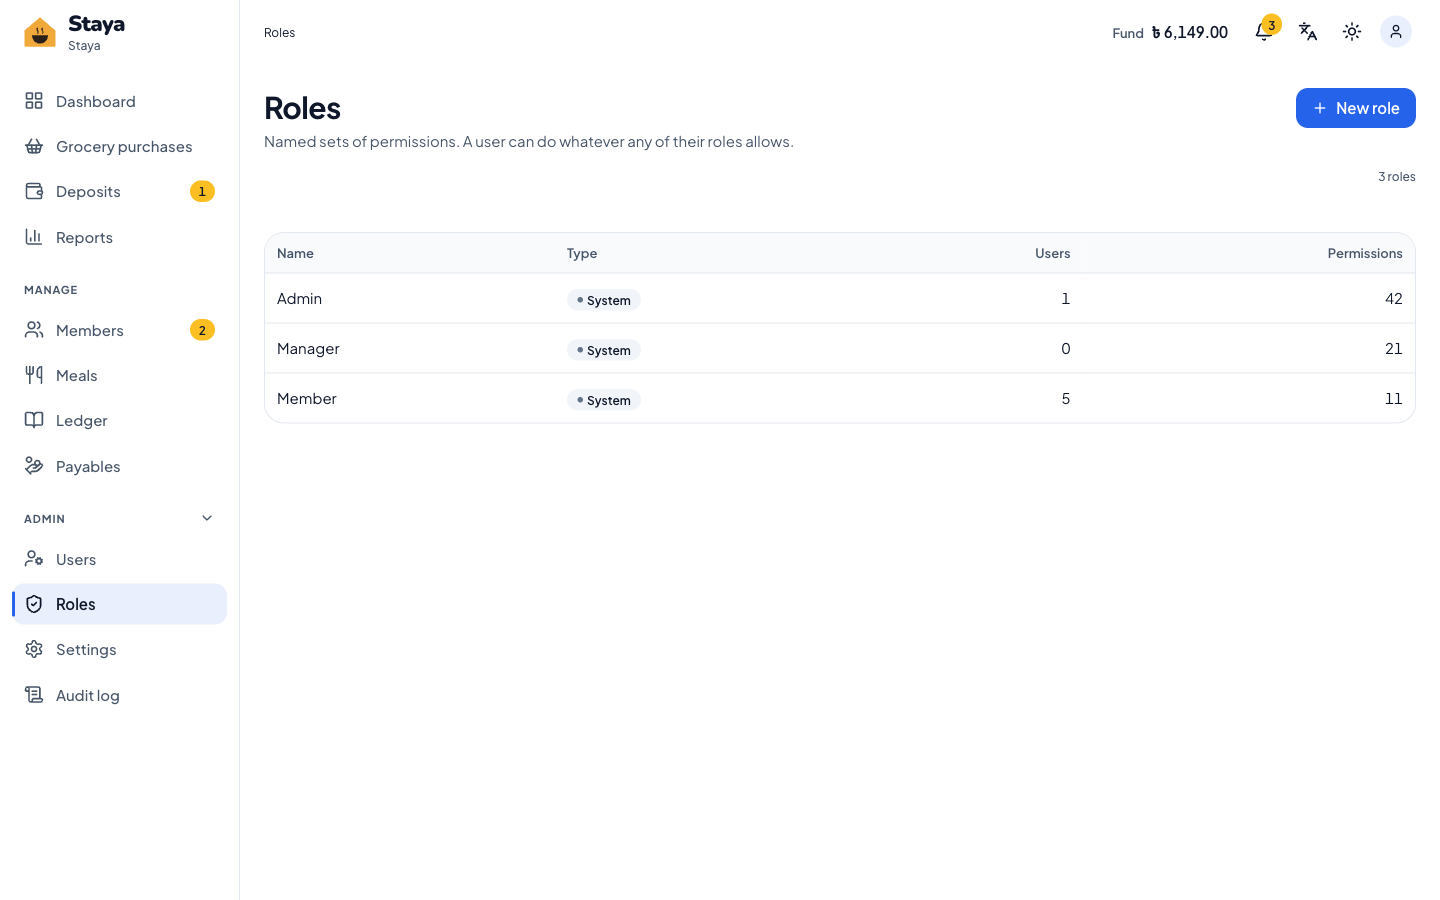 Staya
Staya
Dashboard
Grocery purchases
Deposits 1
Reports
MANAGE
Members 2
Meals
Ledger
Payables
ADMIN
Users
Roles
Settings
Audit log
Roles
Fund ৳ 6,149.00 3
Roles
New role
Named sets of permissions. A user can do whatever any of their roles allows.
3 roles
Name Type Users Permissions
Admin System 1 42
Manager System 0 21
Member System 5 11